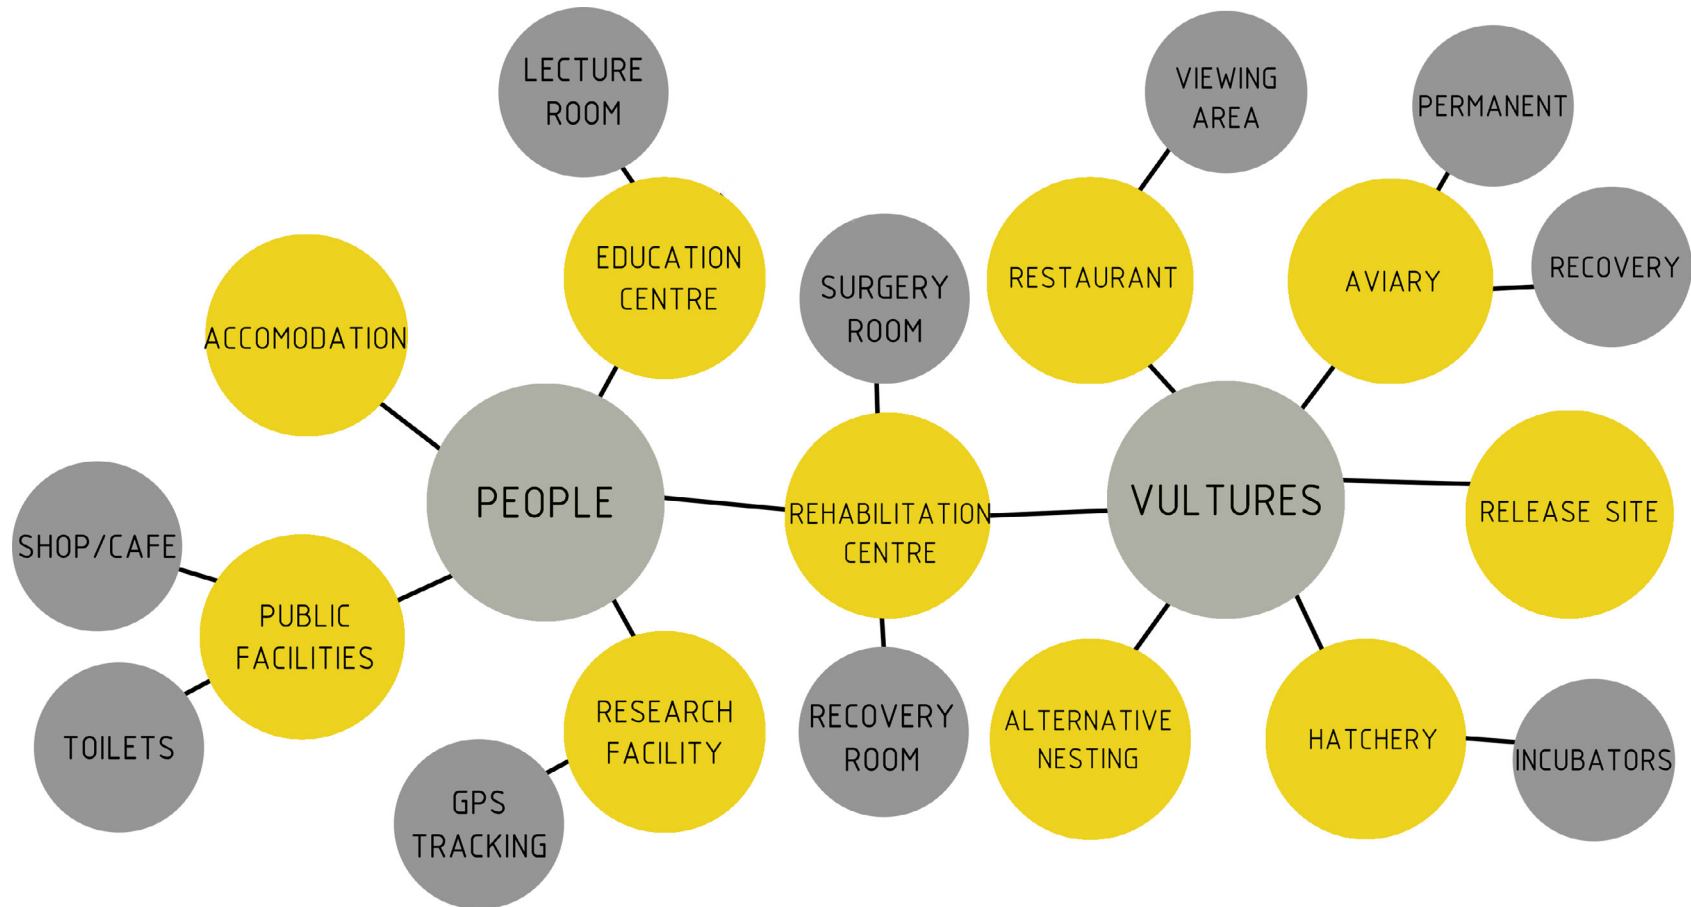 LECTURE
ROOM
VIEWING
AREA
PERMANENT
EDUCATION
CENTRE
SURGERY
ROOM
RESTAURANT
AVIARY
RECOVERY
ACCOMODATION
PEOPLE
REHABILITATION
CENTRE
VULTURES
RELEASE SITE
SHOP/CAFE
PUBLIC
FACILITIES
TOILETS
RESEARCH
FACILITY
GPS
TRACKING
RECOVERY
ROOM
ALTERNATIVE
NESTING
HATCHERY
INCUBATORS